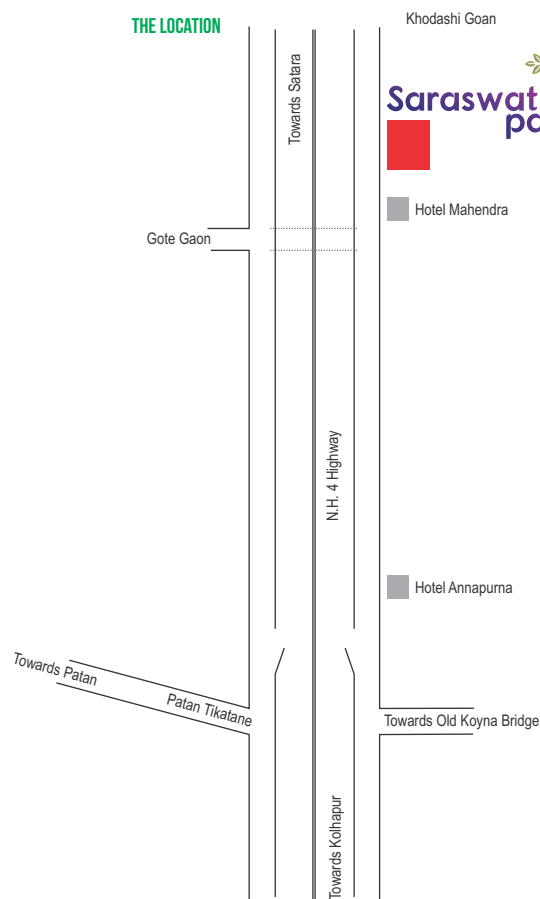 Khodashi Goan
THE LOCATION
Towards Satara
Saraswat
pa
Hotel Mahendra
Gote Gaon
N.H. 4 Highway
Hotel Annapurna
Towards Patan
Patan Tikatane
Towards Old Koyna Bridge
Towards Kolhapur